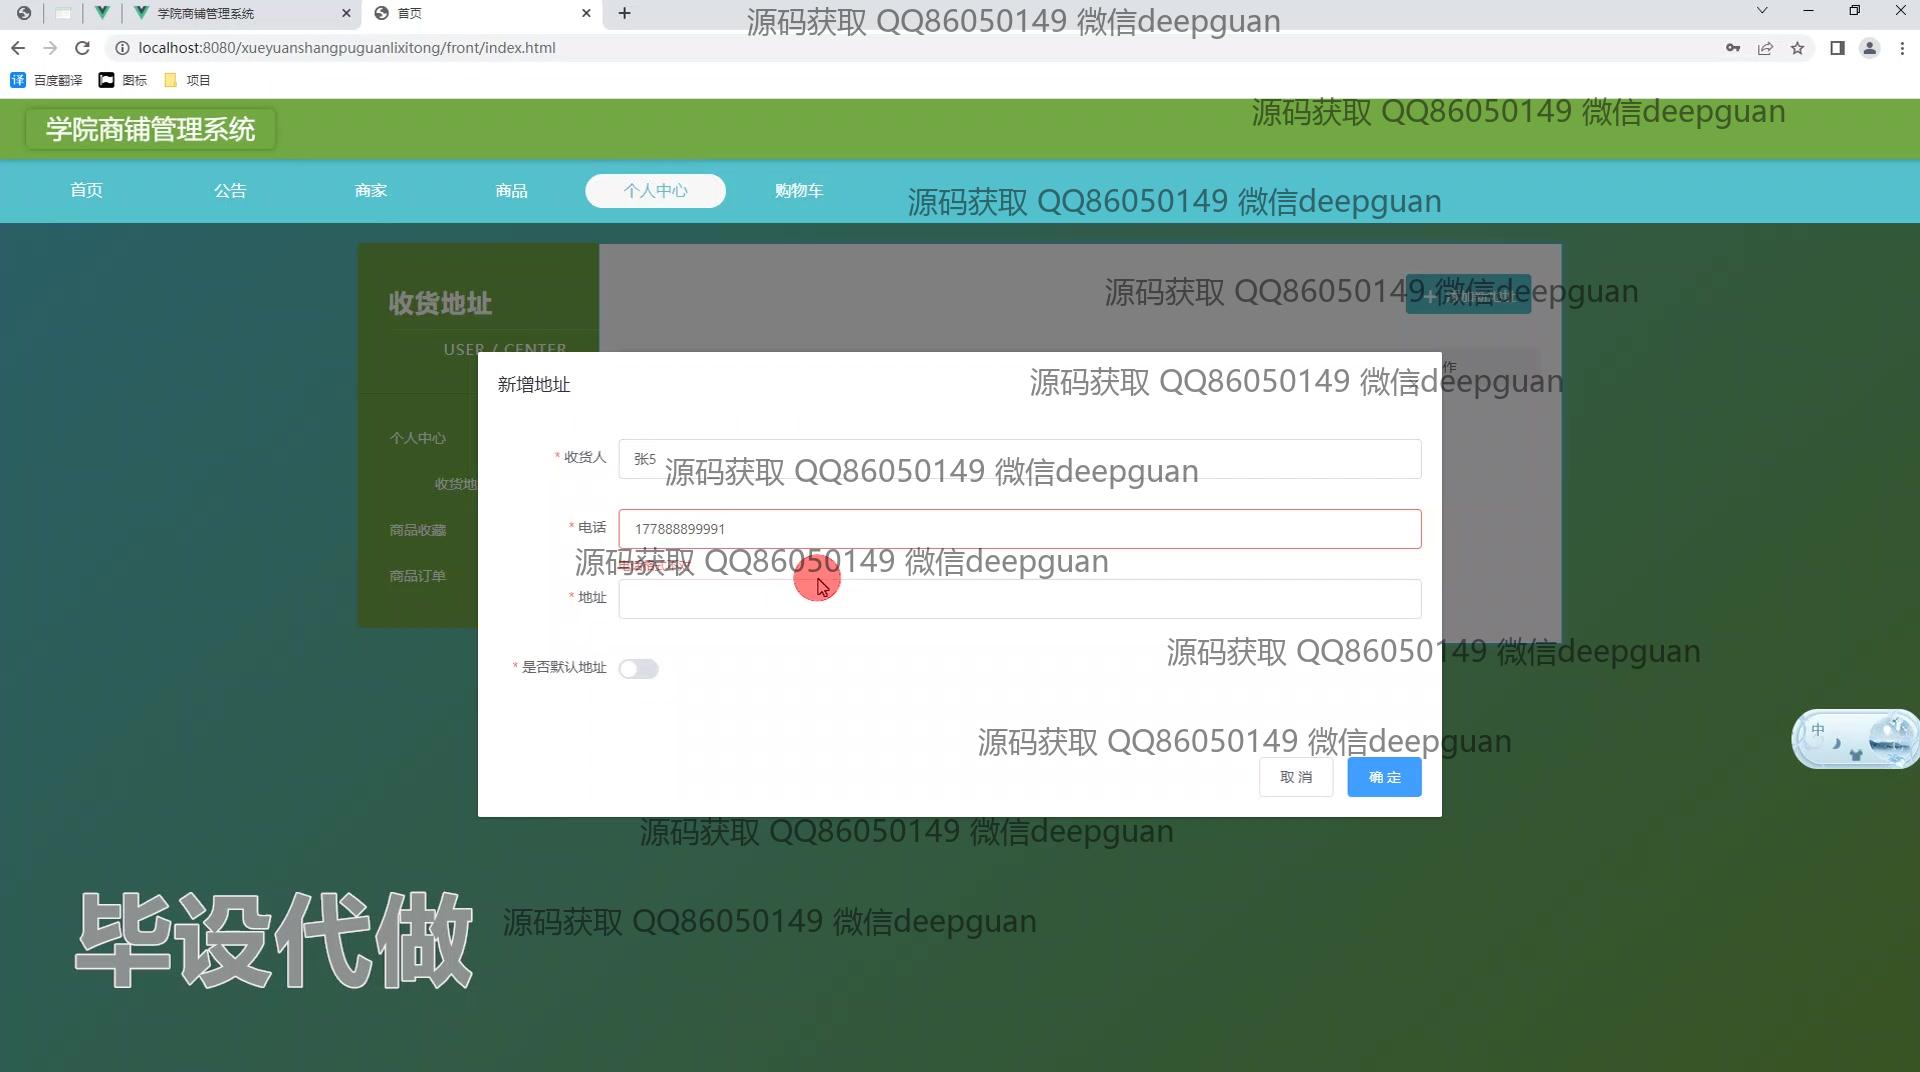 学院商铺管理系统
首页
源码获取 QQ86050149 微信deepguan
localhost:8080/xueyuanshangpuguanlixitong/front/index.html
百度翻译
图标
项目
学院商铺管理系统
源码获取 QQ86050149 微信deepguan
首页
公告
商家
商品
个人中心
购物车
源码获取 QQ86050149 微信deepguan
收货地址
源码获取 QQ86050149 微信deepguan
USER / CENTER
新增地址
源码获取 QQ86050149 微信deepguan
作
个人中心
* 收货人
张5
源码获取 QQ86050149 微信deepguan
收货地
商品收藏
* 电话
177888899991
源码获取 QQ86050149 微信deepguan
商品订单
* 地址
* 是否默认地址
源码获取 QQ86050149 微信deepguan
中
源码获取 QQ86050149 微信deepguan
取消
确定
源码获取 QQ86050149 微信deepguan
毕设代做
源码获取 QQ86050149 微信deepguan